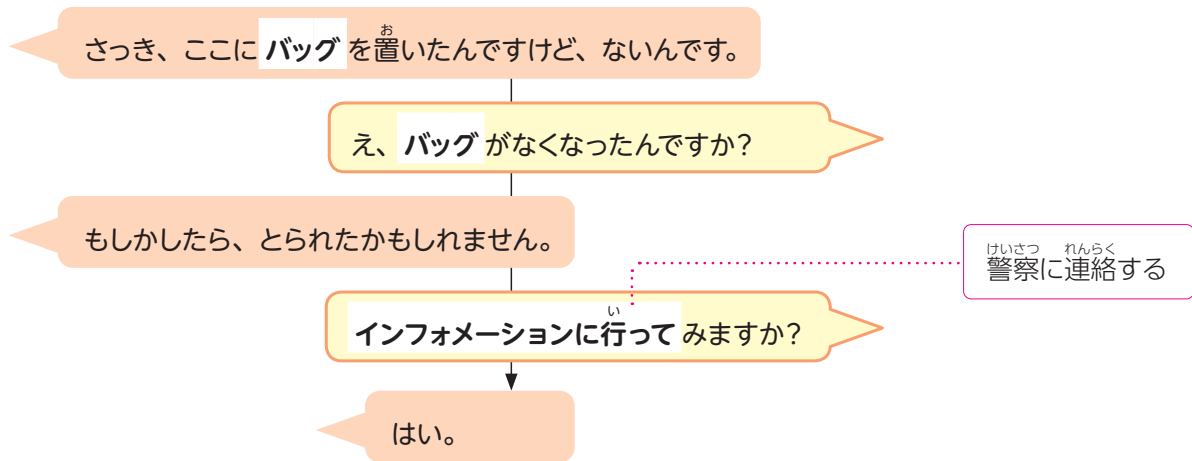 さっき、ここにバッグを置いたんですけど、ないんです。
え、バッグがなくなったんですか?
もしかしたら、とられたかもしれません。
警察に連絡する
インフォメーションに行ってみますか?
はい。